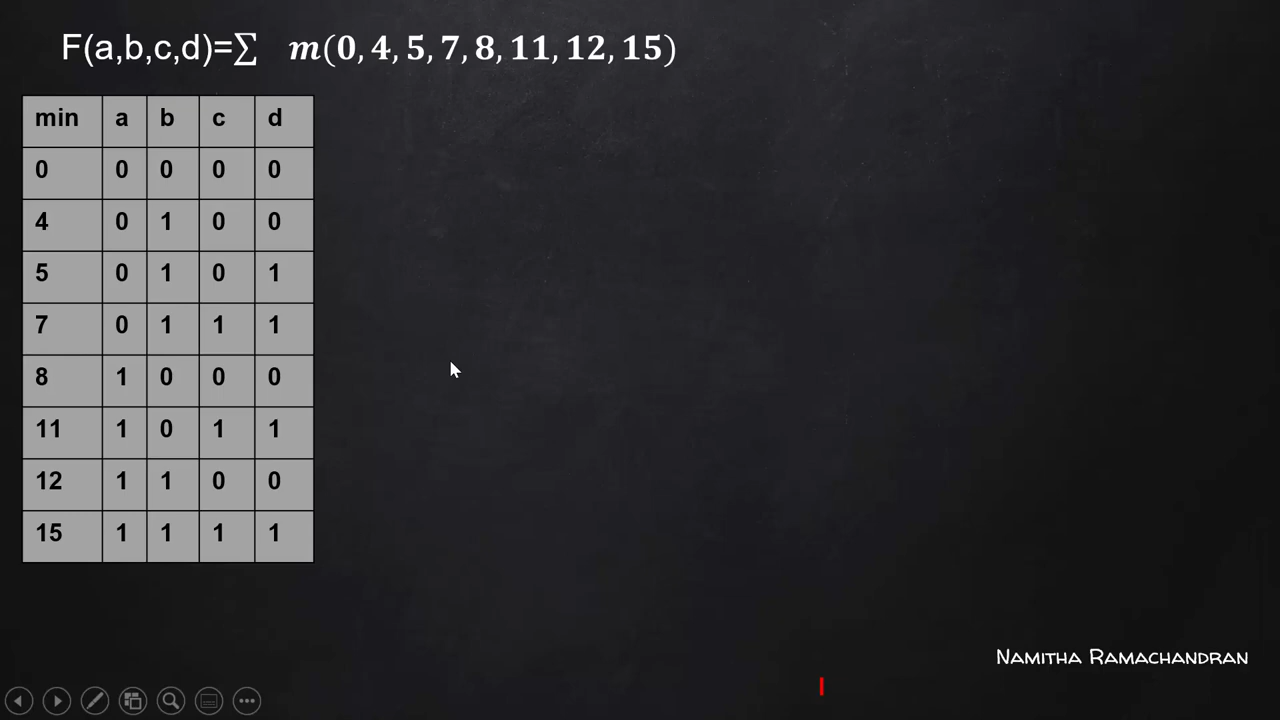 F(a,b,c,d)=∑ m(0, 4, 5, 7, 8, 11, 12, 15)
min a b c d
0 0 0 0 0
4 0 1 0 0
5 0 1 0 1
7 0 1 1 1
8 1 0 0 0
11 1 0 1 1
12 1 1 0 0
15 1 1 1 1
Namitha Ramachandran